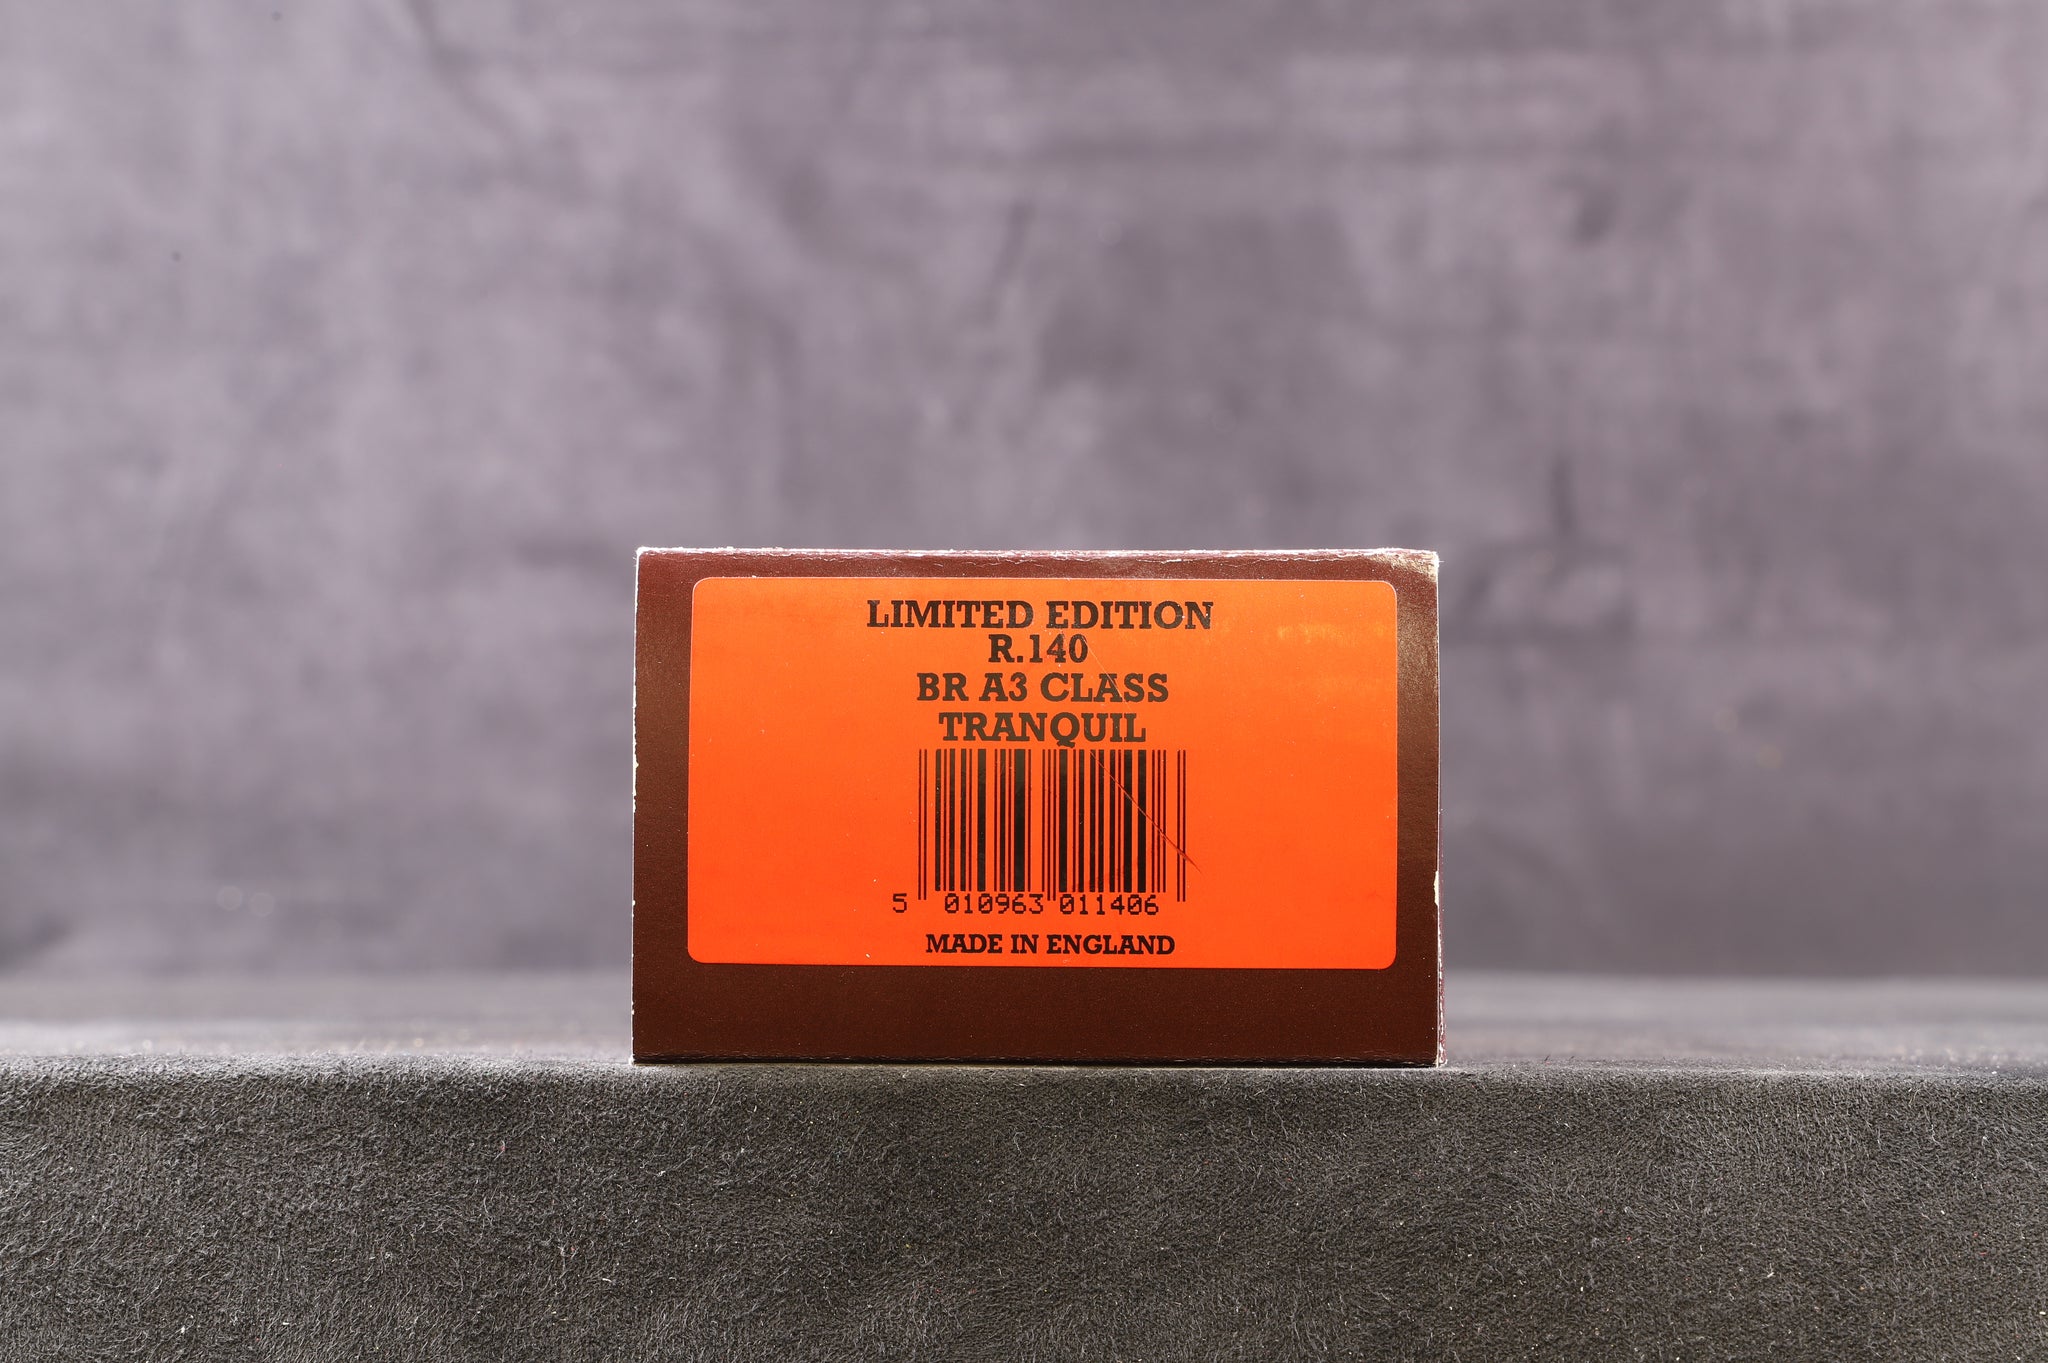 LIMITED EDITION
R.140
BR A3 CLASS
TRANQUIL
5 010963 011406
MADE IN ENGLAND